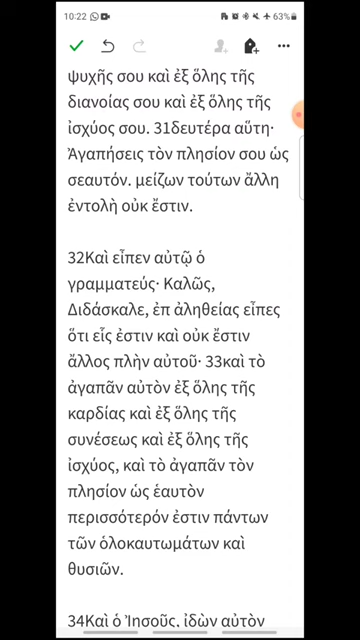 10:22
63%
ψυχῆς σου καὶ ἐξ ὅλης τῆς
διανοίας σου καὶ ἐξ ὅλης τῆς
ἰσχύος σου. 31δευτέρα αὕτη·
Ἀγαπήσεις τὸν πλησίον σου ὡς
σεαυτόν. μείζων τούτων ἄλλη
ἐντολὴ οὐκ ἔστιν.
32Καὶ εἶπεν αὐτῷ ὁ
γραμματεύς· Καλῶς,
Διδάσκαλε, ἐπ ἀληθείας εἶπες
ὅτι εἷς ἐστιν καὶ οὐκ ἔστιν
ἄλλος πλὴν αὐτοῦ· 33καὶ τὸ
ἀγαπᾶν αὐτὸν ἐξ ὅλης τῆς
καρδίας καὶ ἐξ ὅλης τῆς
συνέσεως καὶ ἐξ ὅλης τῆς
ἰσχύος, καὶ τὸ ἀγαπᾶν τὸν
πλησίον ὡς ἑαυτὸν
περισσότερόν ἐστιν πάντων
τῶν ὁλοκαυτωμάτων καὶ
θυσιῶν.
34Καὶ ὁ Ἰησοῦς, ἰδὼν αὐτὸν